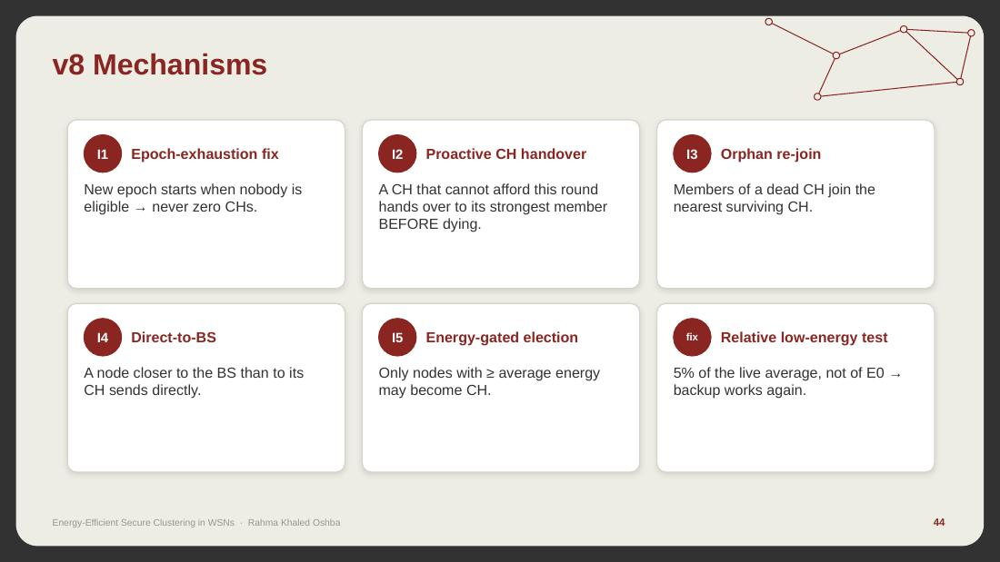 v8 Mechanisms
I1
Epoch-exhaustion fix
New epoch starts when nobody is
eligible → never zero CHs.
I2
Proactive CH handover
A CH that cannot afford this round
hands over to its strongest member
BEFORE dying.
I3
Orphan re-join
Members of a dead CH join the
nearest surviving CH.
I4
Direct-to-BS
A node closer to the BS than to its
CH sends directly.
I5
Energy-gated election
Only nodes with ≥ average energy
may become CH.
fix
Relative low-energy test
5% of the live average, not of E0 →
backup works again.
Energy-Efficient Secure Clustering in WSNs · Rahma Khaled Oshba
44